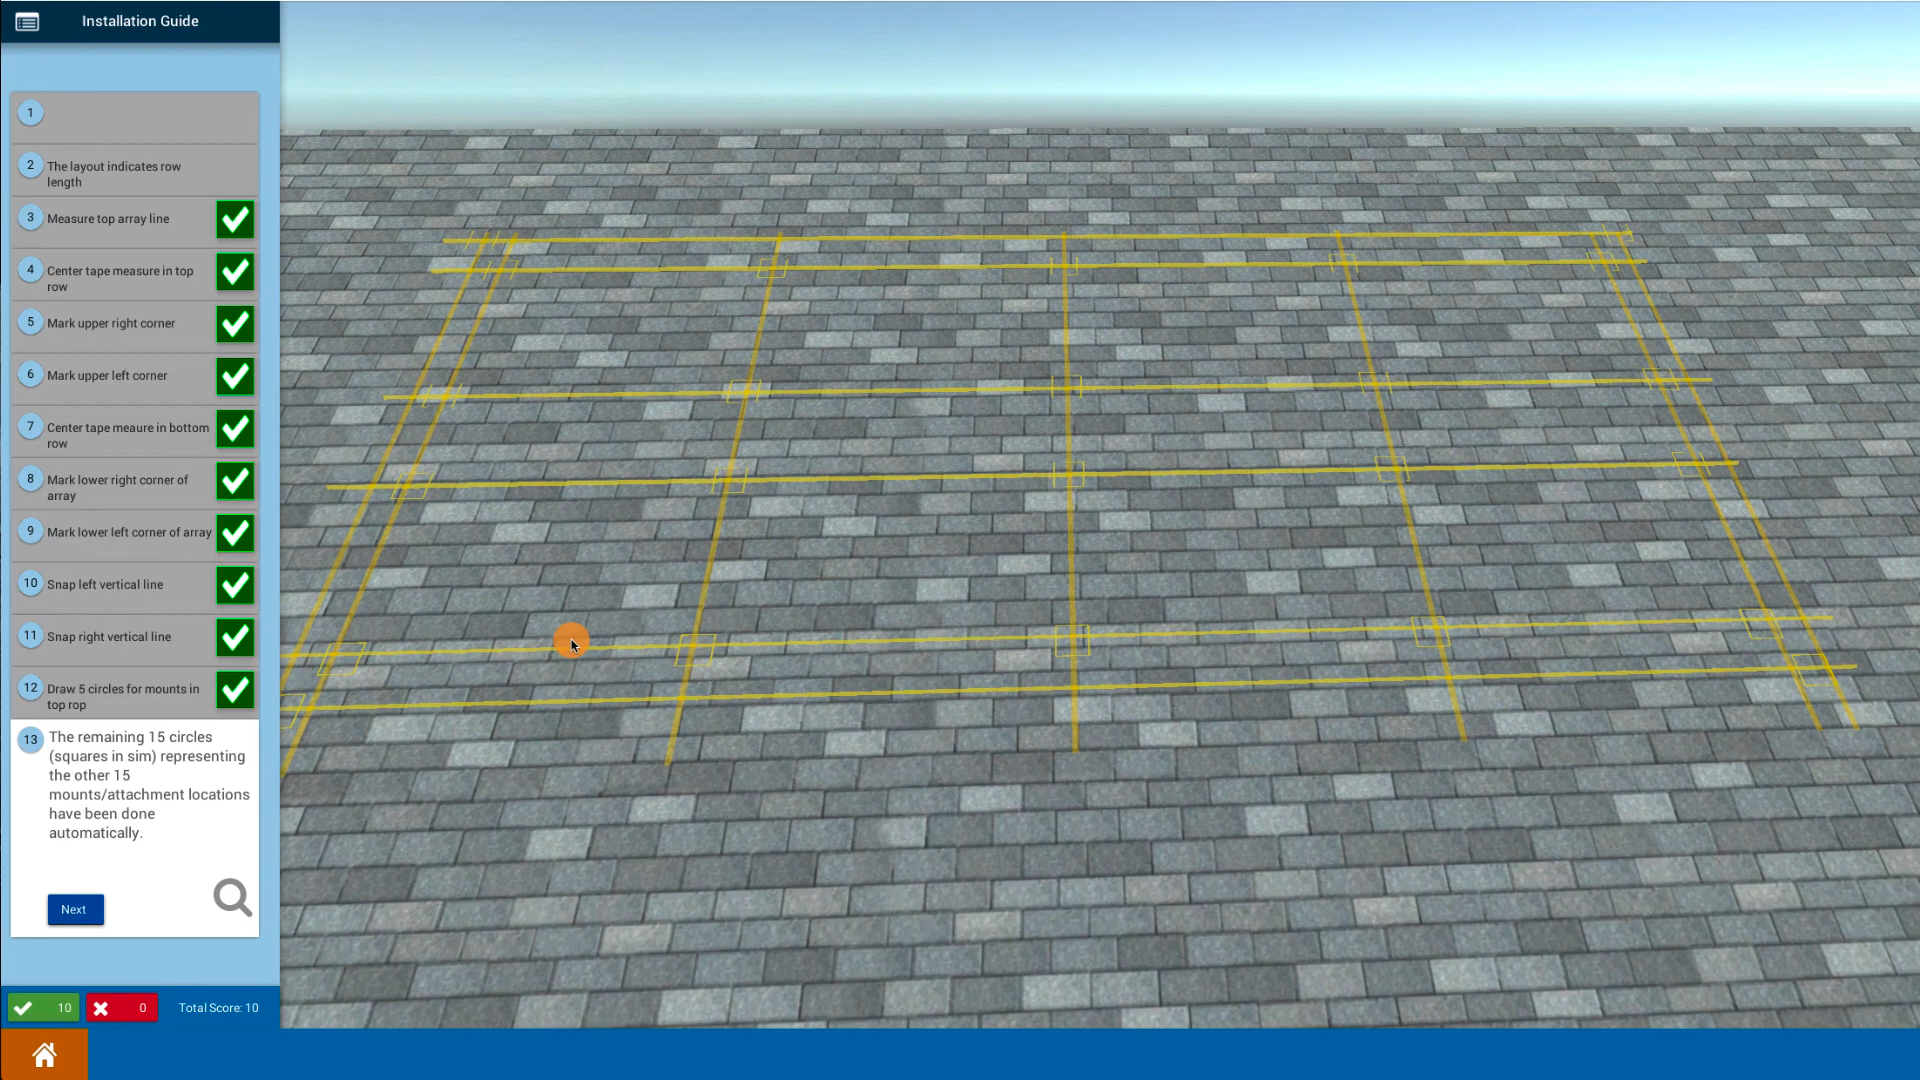 Installation Guide
1
2 The layout indicates row
length
3 Measure top array line
4 Center tape measure in top
row
5 Mark upper right corner
6 Mark upper left corner
7 Center tape meaure in bottom
row
8 Mark lower right corner of
array
9 Mark lower left corner of array
10 Snap left vertical line
11 Snap right vertical line
12 Draw 5 circles for mounts in
top rop
13 The remaining 15 circles
(squares in sim) representing
the other 15
mounts/attachment locations
have been done
automatically.
Next
10 0 Total Score: 10